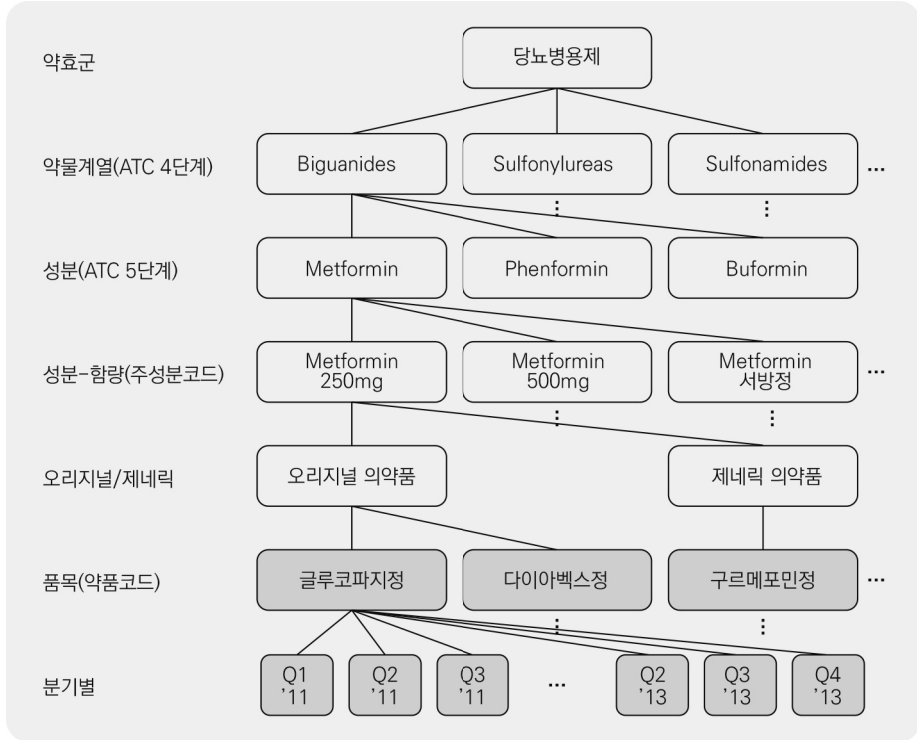 약효군
당뇨병용제
약물계열(ATC 4단계)
Biguanides
Sulfonylureas
Sulfonamides
...
성분(ATC 5단계)
Metformin
Phenformin
Buformin
성분-함량(주성분코드)
Metformin
250mg
Metformin
500mg
Metformin
서방정
...
오리지널/제네릭
오리지널 의약품
제네릭 의약품
품목(약품코드)
글루코파지정
다이아벡스정
구르메포민정
...
분기별
Q1
'11
Q2
'11
Q3
'11
...
Q2
'13
Q3
'13
Q4
'13